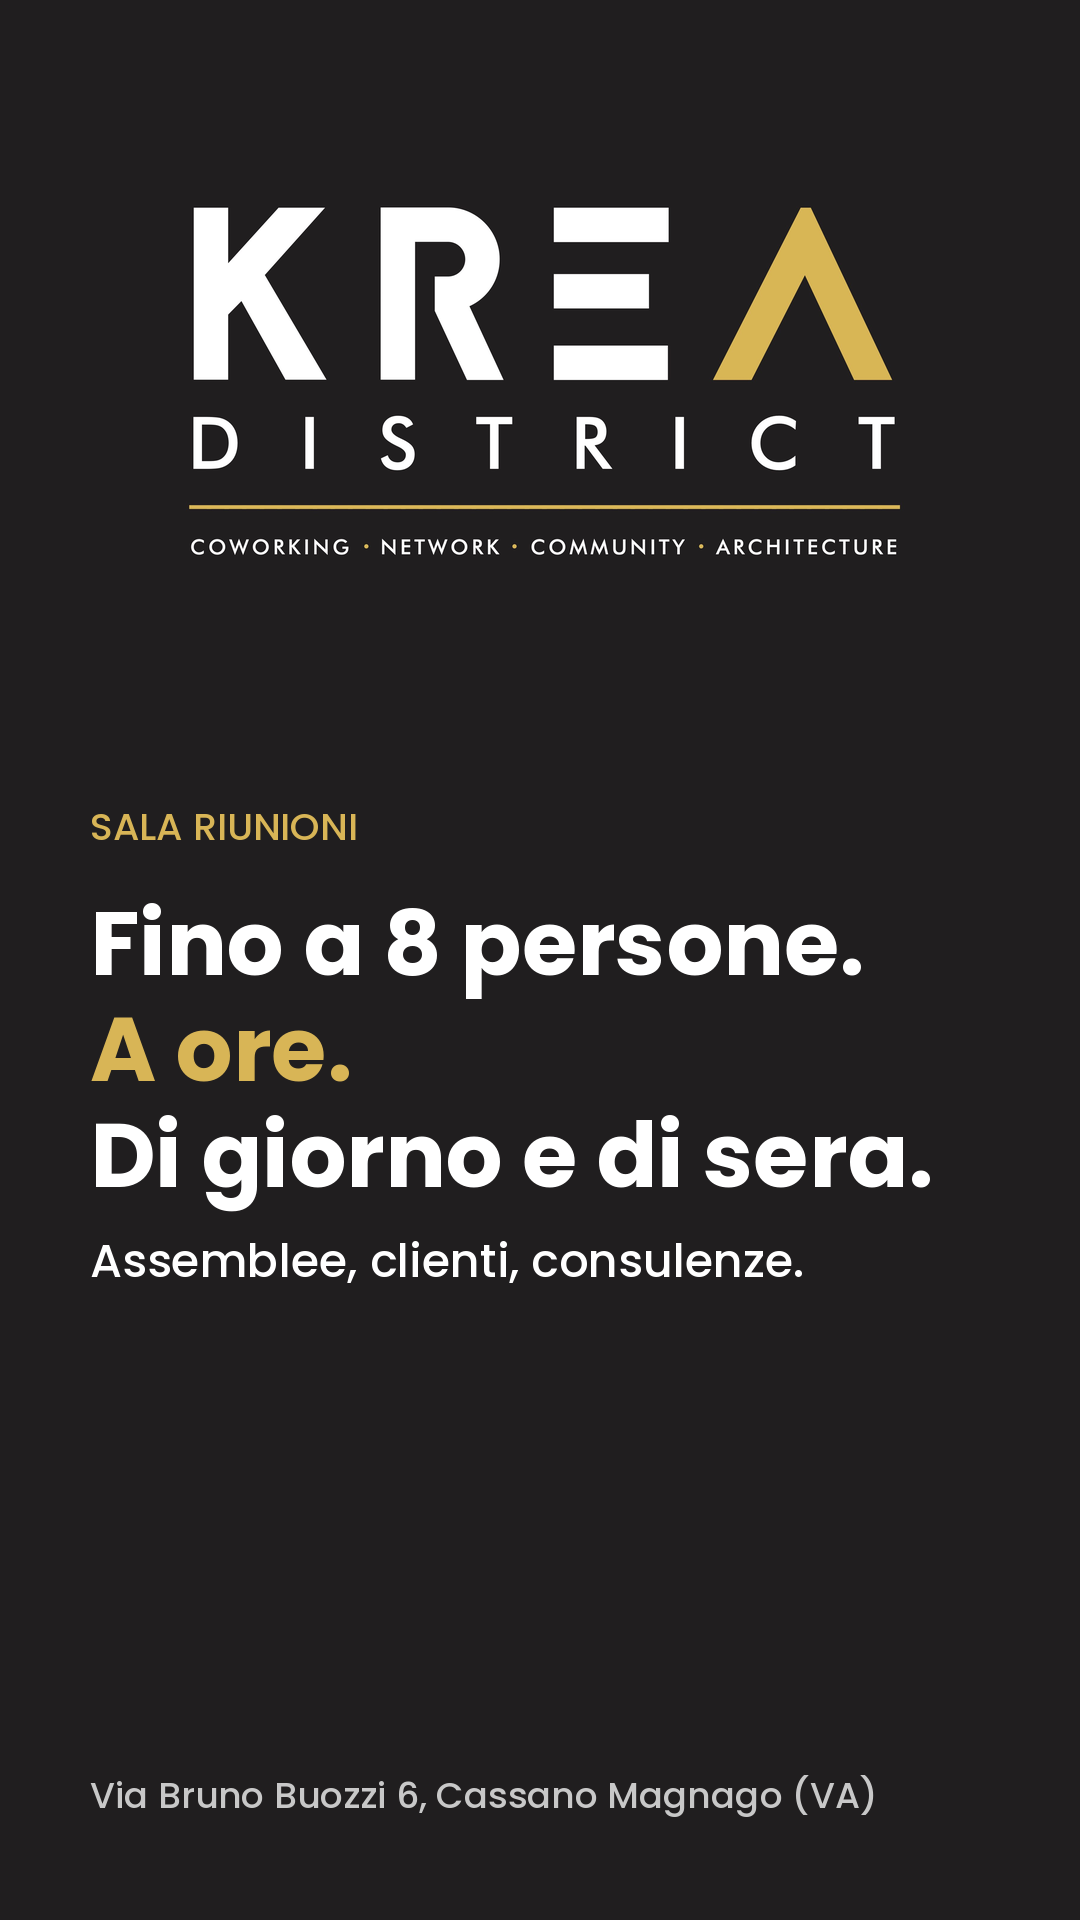 KREA
DISTRICT
COWORKING · NETWORK · COMMUNITY · ARCHITECTURE
SALA RIUNIONI
Fino a 8 persone.
A ore.
Di giorno e di sera.
Assemblee, clienti, consulenze.
Via Bruno Buozzi 6, Cassano Magnago (VA)